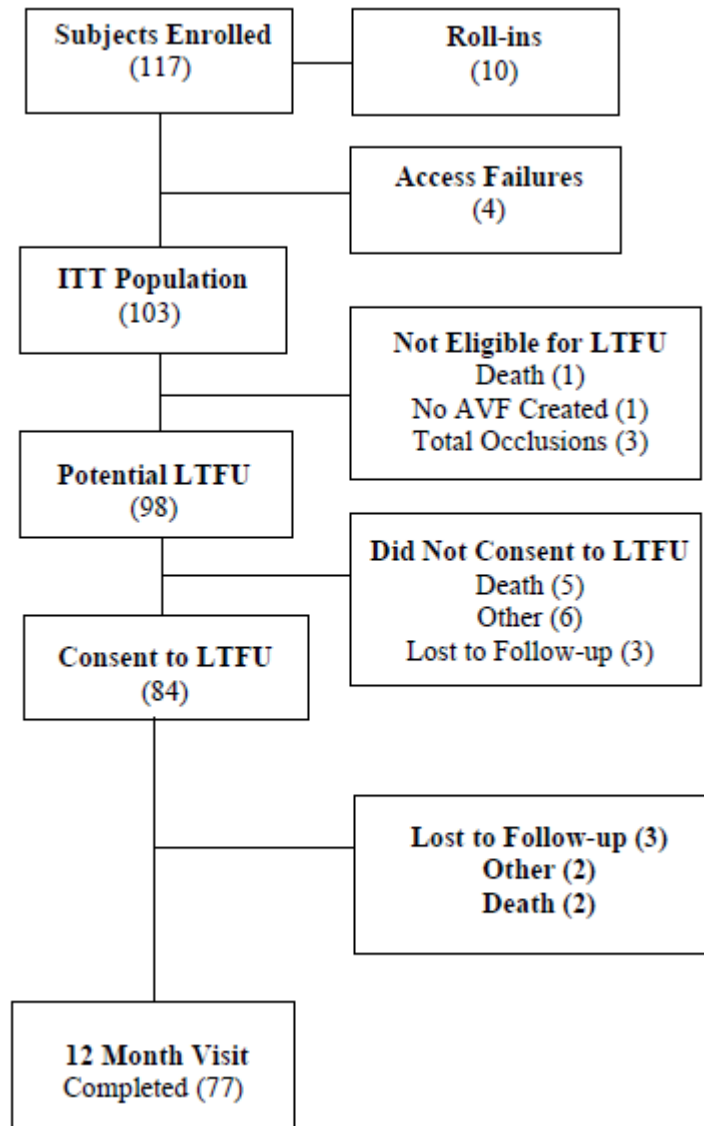 Subjects Enrolled
(117)
Roll-ins
(10)
Access Failures
(4)
ITT Population
(103)
Not Eligible for LTFU
Death (1)
No AVF Created (1)
Total Occlusions (3)
Potential LTFU
(98)
Did Not Consent to LTFU
Death (5)
Other (6)
Lost to Follow-up (3)
Consent to LTFU
(84)
Lost to Follow-up (3)
Other (2)
Death (2)
12 Month Visit
Completed (77)